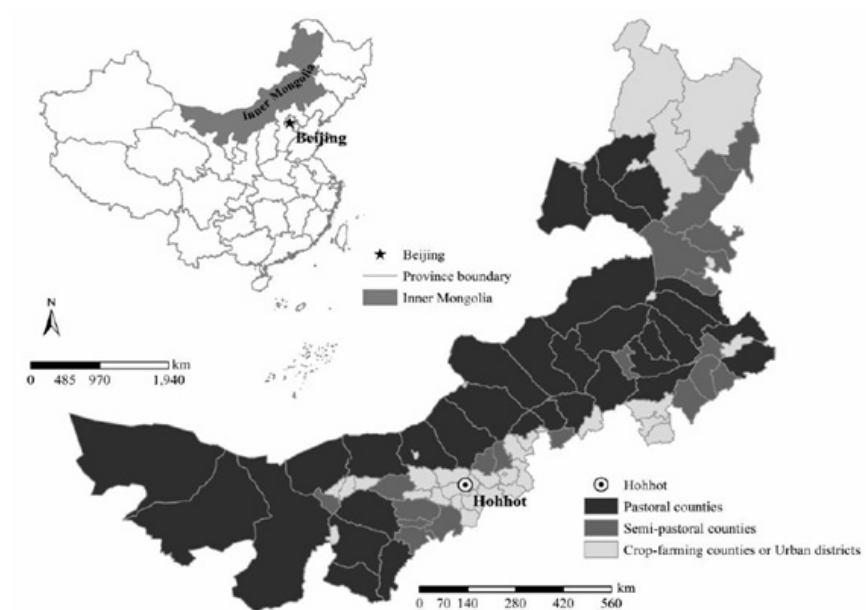 Inner Mongolia
Beijing
Beijing
Province boundary
Inner Mongolia
N
km
0 485 970 1,940
Hohhot
Hohhot
Pastoral counties
Semi-pastoral counties
Crop-farming counties or Urban districts
km
0 70 140 280 420 560